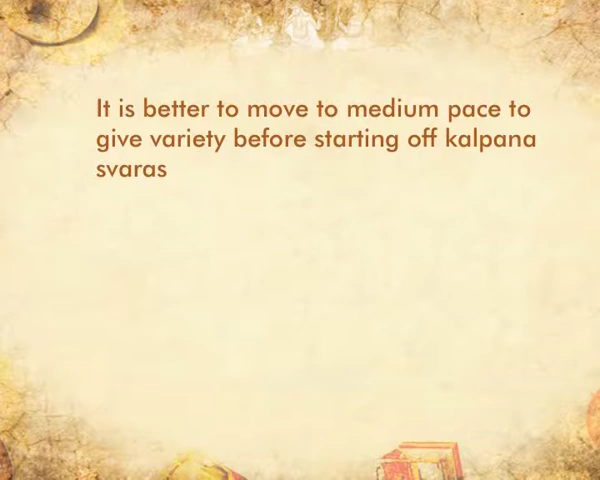 It is better to move to medium pace to
give variety before starting off kalpana
svaras